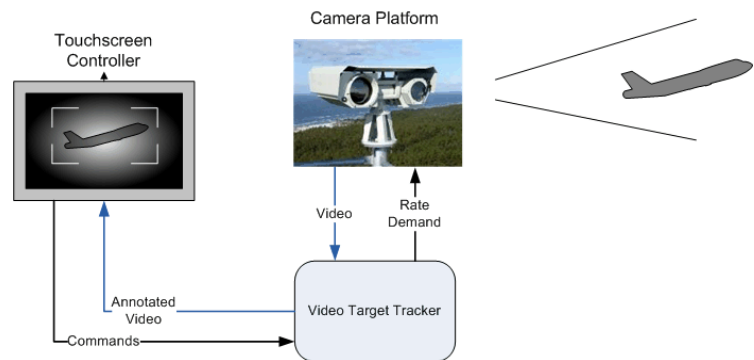 Camera Platform
Touchscreen
Controller
Video
Rate
Demand
Annotated
Video
Video Target Tracker
Commands